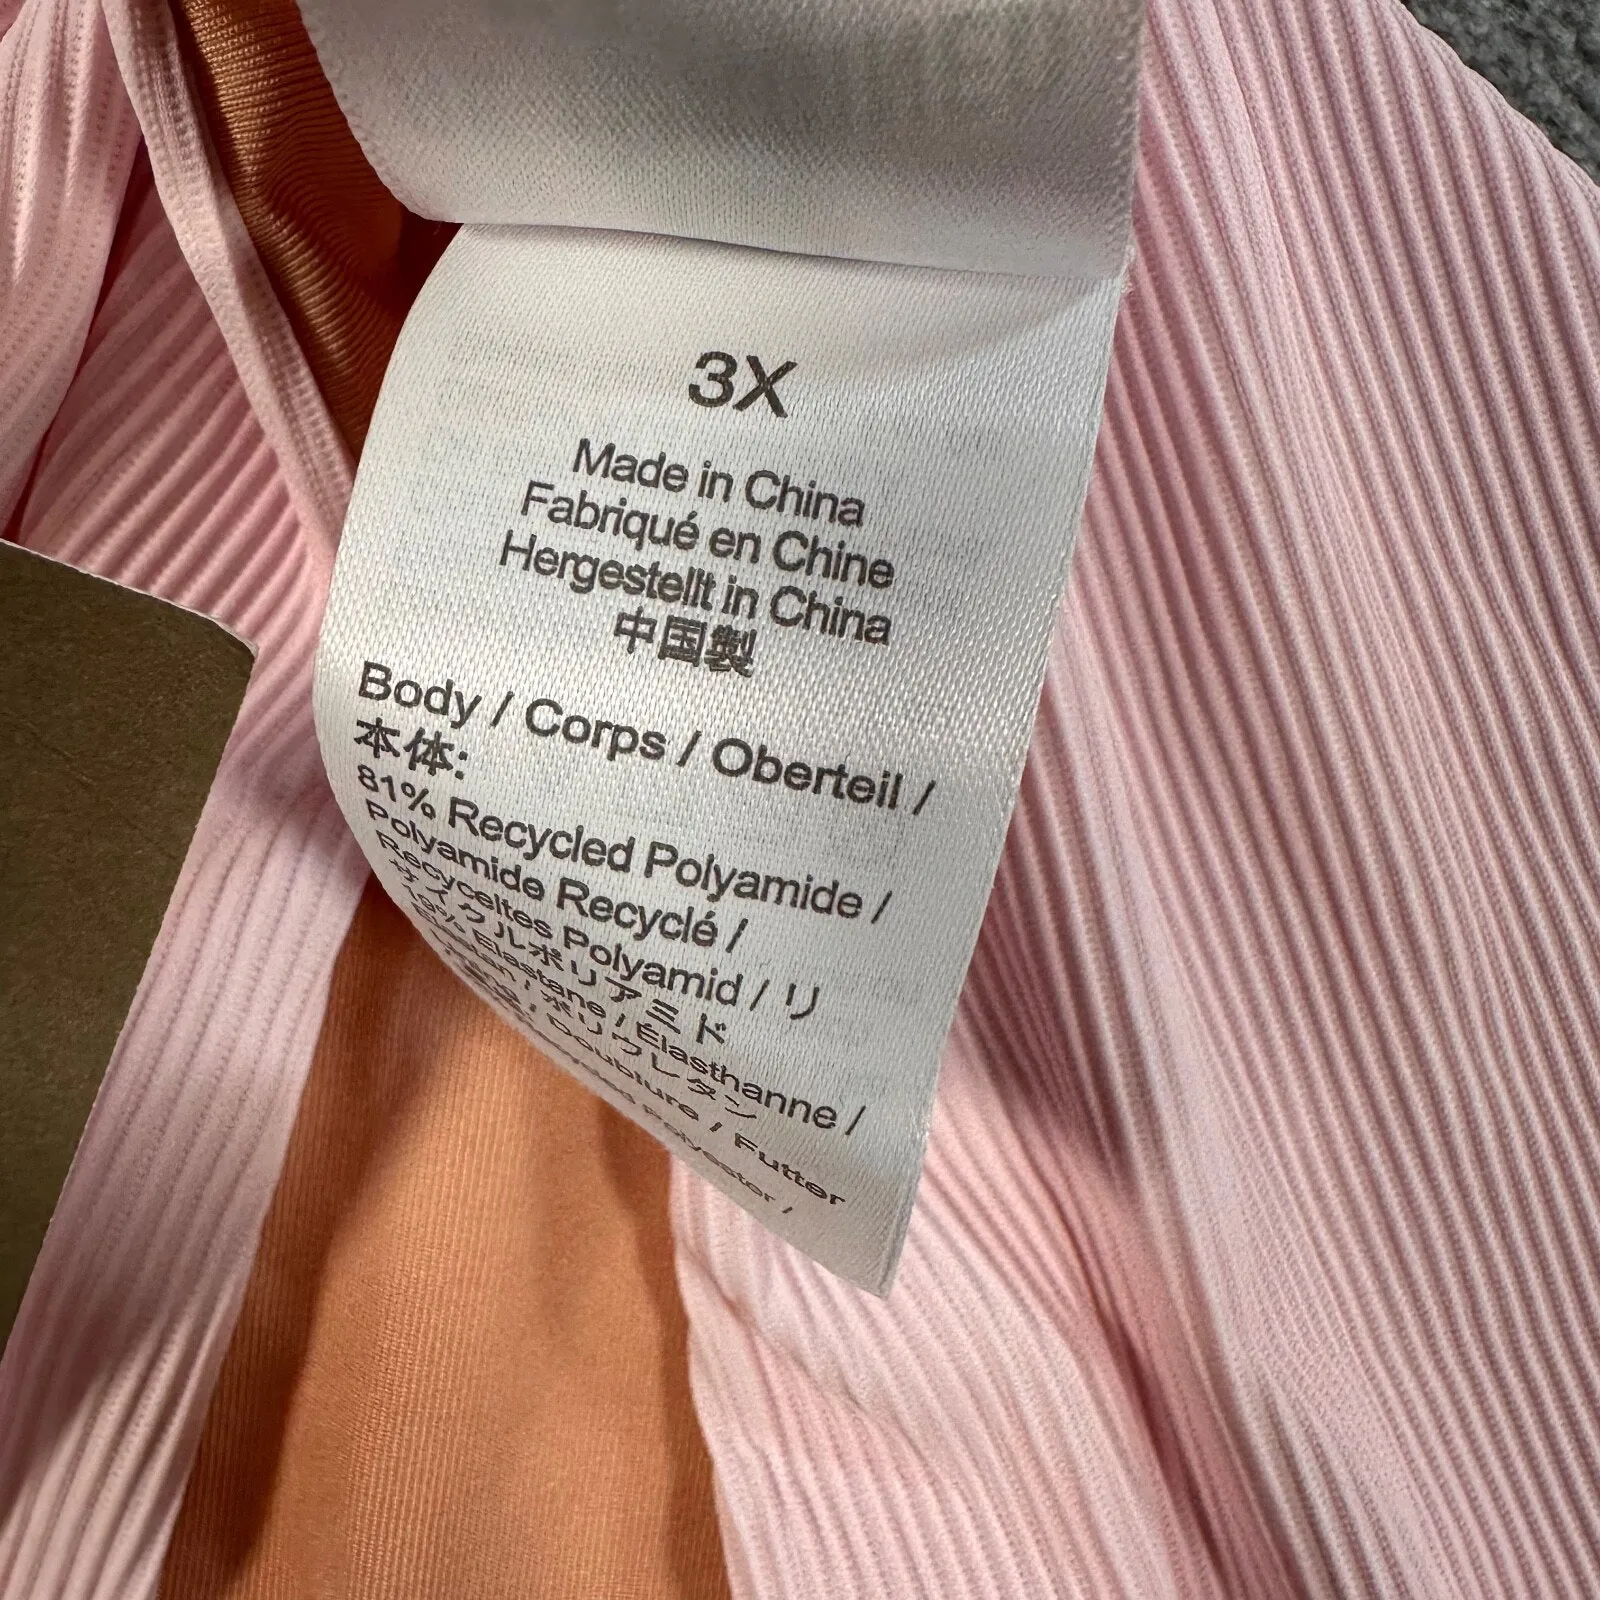 3X
Made in China
Fabriqué en Chine
Hergestellt in China
中国製
Body / Corps / Oberteil /
本体:
81% Recycled Polyamide /
Polyamide Recyclé /
Recyceltes Polyamid / リ
サイクルポリアミド
19% Elastane / Élasthanne /
Elastan / ポリウレタン
Doublure / Futter
Polyester /